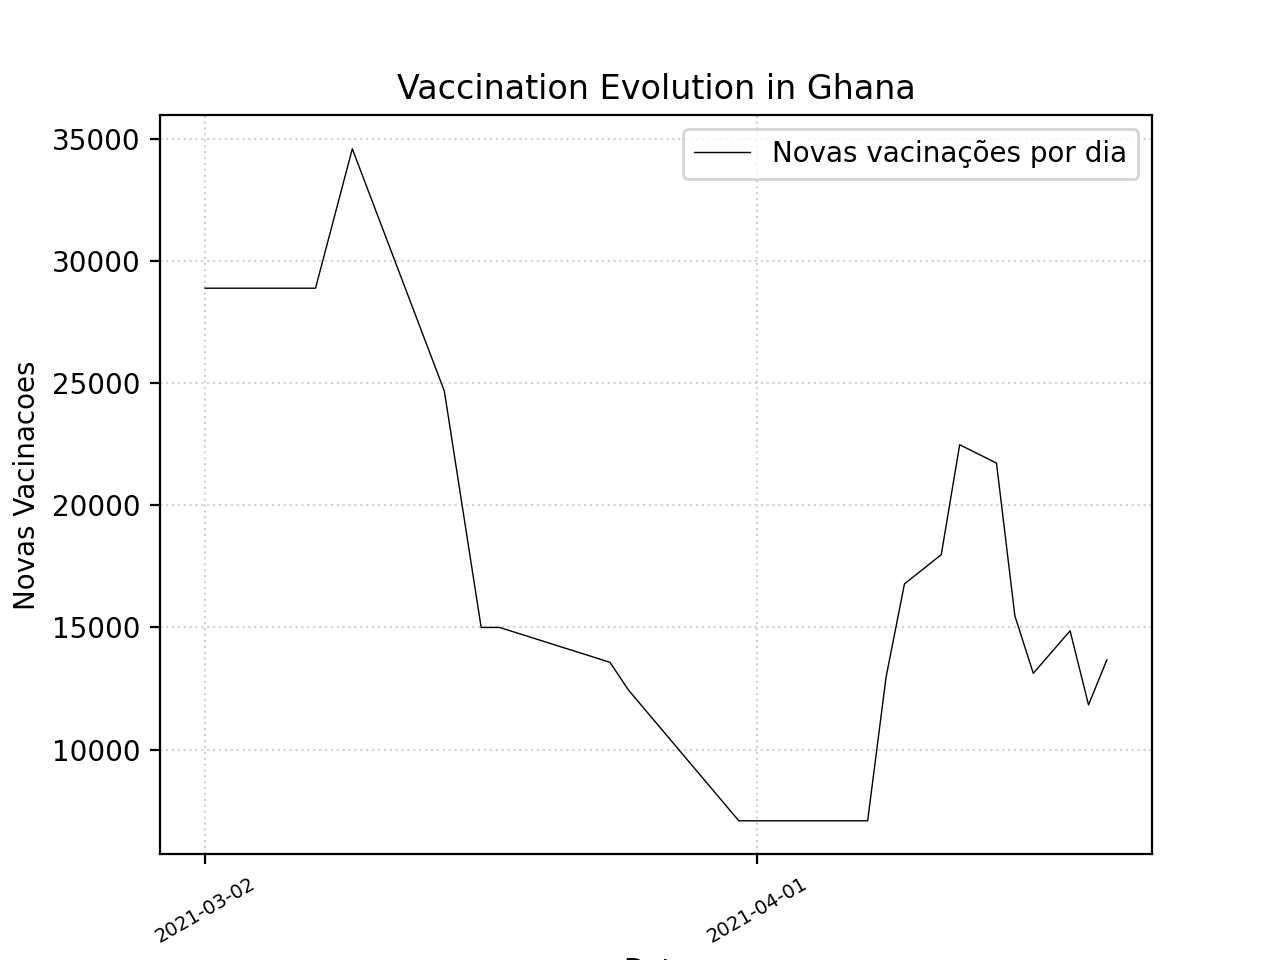 Vaccination Evolution in Ghana
Novas vacinações por dia
35000
30000
25000
20000
15000
10000
Novas Vacinacoes
2021-03-02
2021-04-01